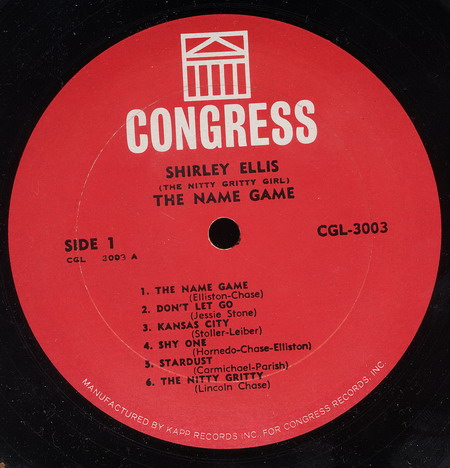 CONGRESS
SHIRLEY ELLIS
(THE NITTY GRITTY GIRL)
THE NAME GAME
SIDE 1
CGL 3003 A
CGL-3003
1. THE NAME GAME
(Elliston-Chase)
2. DON'T LET GO
(Jessie Stone)
3. KANSAS CITY
(Stoller-Leiber)
4. SHY ONE
(Hornedo-Chase-Elliston)
5. STARDUST
(Carmichael-Parish)
6. THE NITTY GRITTY
(Lincoln Chase)
MANUFACTURED BY KAPP RECORDS INC. FOR CONGRESS RECORDS, INC.